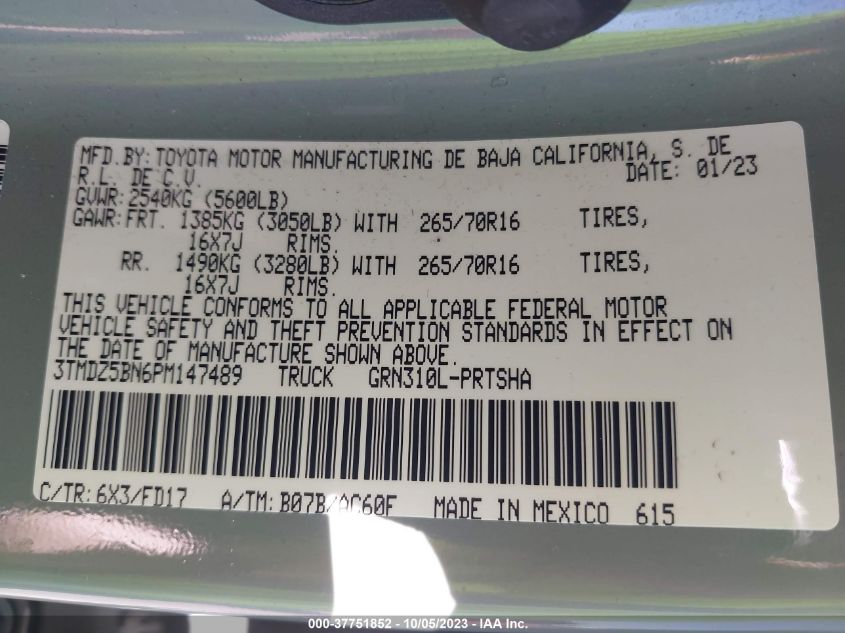 MFD. BY: TOYOTA MOTOR MANUFACTURING DE BAJA CALIFORNIA, S. DE
R.L. DE C.V. DATE: 01/23
GVWR: 2540KG (5600LB)
GAWR: FRT. 1385KG (3050LB) WITH 265/70R16 TIRES,
16X7J RIMS.
RR. 1490KG (3280LB) WITH 265/70R16 TIRES,
16X7J RIMS.
THIS VEHICLE CONFORMS TO ALL APPLICABLE FEDERAL MOTOR
VEHICLE SAFETY AND THEFT PREVENTION STANDARDS IN EFFECT ON
THE DATE OF MANUFACTURE SHOWN ABOVE.
3TMDZ5BN6PM147489 TRUCK GRN310L-PRTSHA
C/TR: 6X3/FD17 A/TM: B07B/AC60F MADE IN MEXICO 615
000-37751852 - 10/05/2023 - IAA Inc.